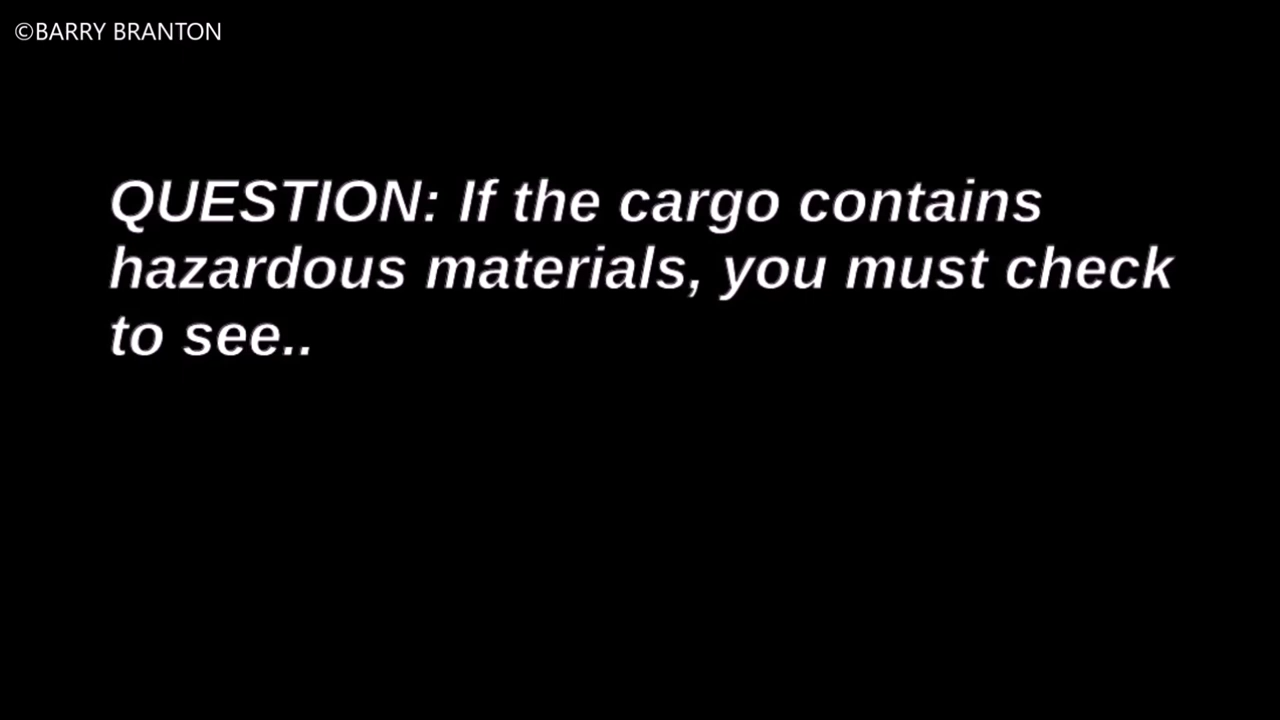 ©BARRY BRANTON
QUESTION: If the cargo contains
hazardous materials, you must check
to see..